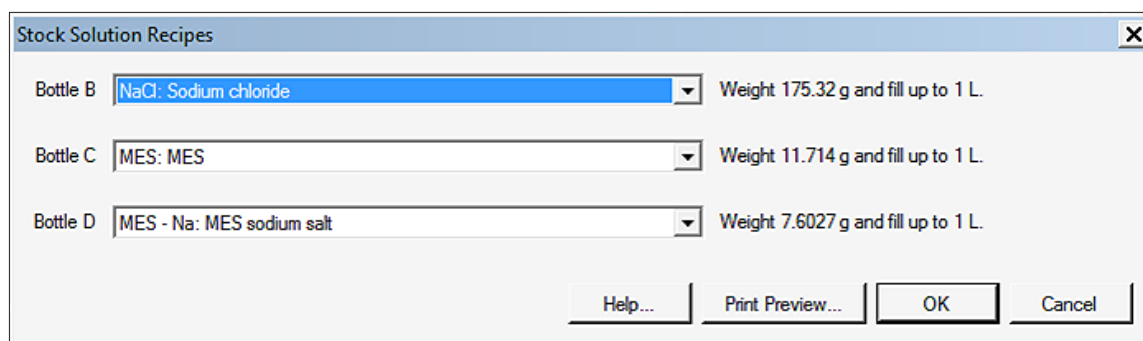 Stock Solution Recipes
Bottle B NaCl: Sodium chloride Weight 175.32 g and fill up to 1 L.
Bottle C MES: MES Weight 11.714 g and fill up to 1 L.
Bottle D MES - Na: MES sodium salt Weight 7.6027 g and fill up to 1 L.
Help... Print Preview... OK Cancel